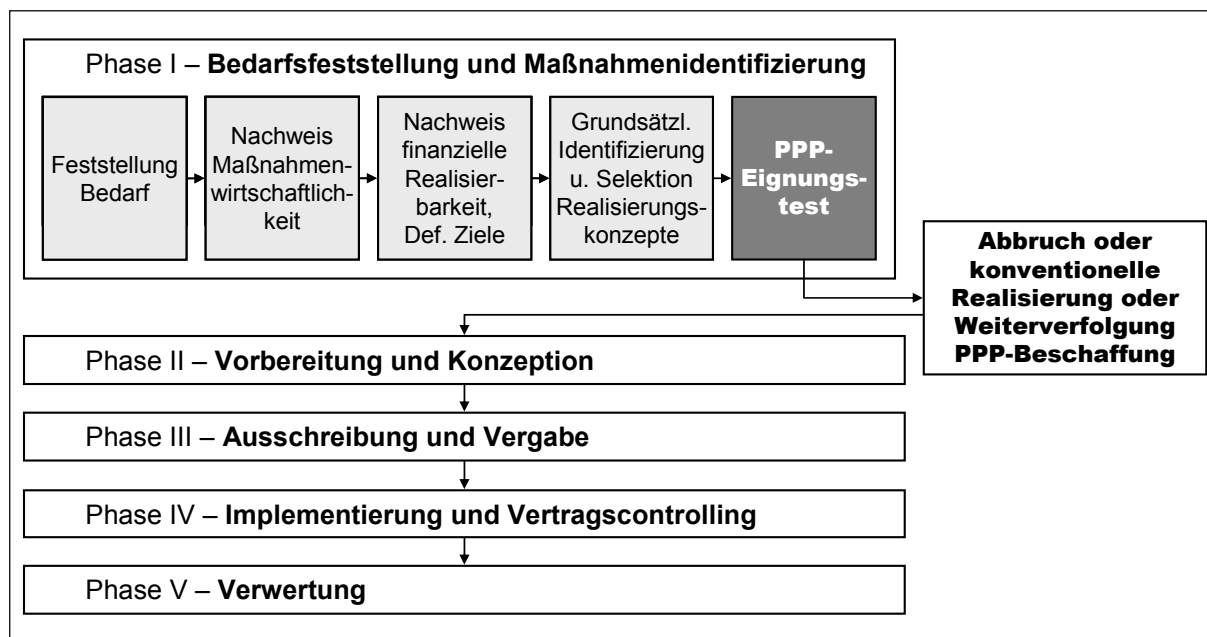 Phase I – Bedarfsfeststellung und Maßnahmenidentifizierung
Feststellung
Bedarf
Nachweis
Maßnahmen-
wirtschaftlich-
keit
Nachweis
finanzielle
Realisier-
barkeit,
Def. Ziele
Grundsätzl.
Identifizierung
u. Selektion
Realisierungs-
konzepte
PPP-
Eignungs-
test
Abbruch oder
konventionelle
Realisierung oder
Weiterverfolgung
PPP-Beschaffung
Phase II – Vorbereitung und Konzeption
Phase III – Ausschreibung und Vergabe
Phase IV – Implementierung und Vertragscontrolling
Phase V – Verwertung